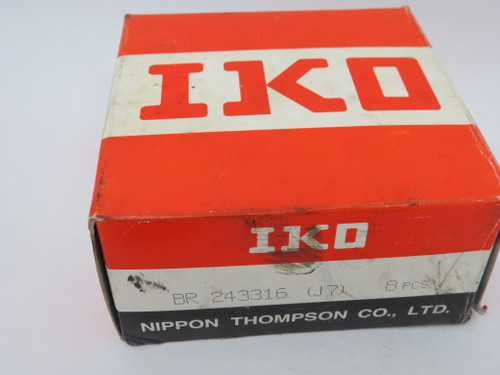 IKO
IKO
BR 243316 (J7) 8 PCS
NIPPON THOMPSON CO., LTD.